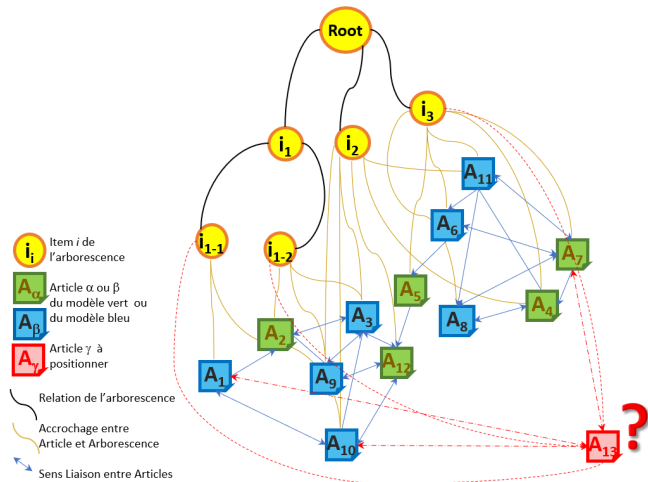 Root
i3
i1
i2
A11
A6
i1-1
i1-2
A7
Item i de
l'arborescence
ii
A5
A4
Aα
Article α ou β
du modèle vert ou
du modèle bleu
A3
A8
Aβ
A2
A12
Article γ à
positionner
Aγ
A1
A9
Relation de l'arborescence
?
A10
A13
Accrochage entre
Article et Arborescence
Sens Liaison entre Articles